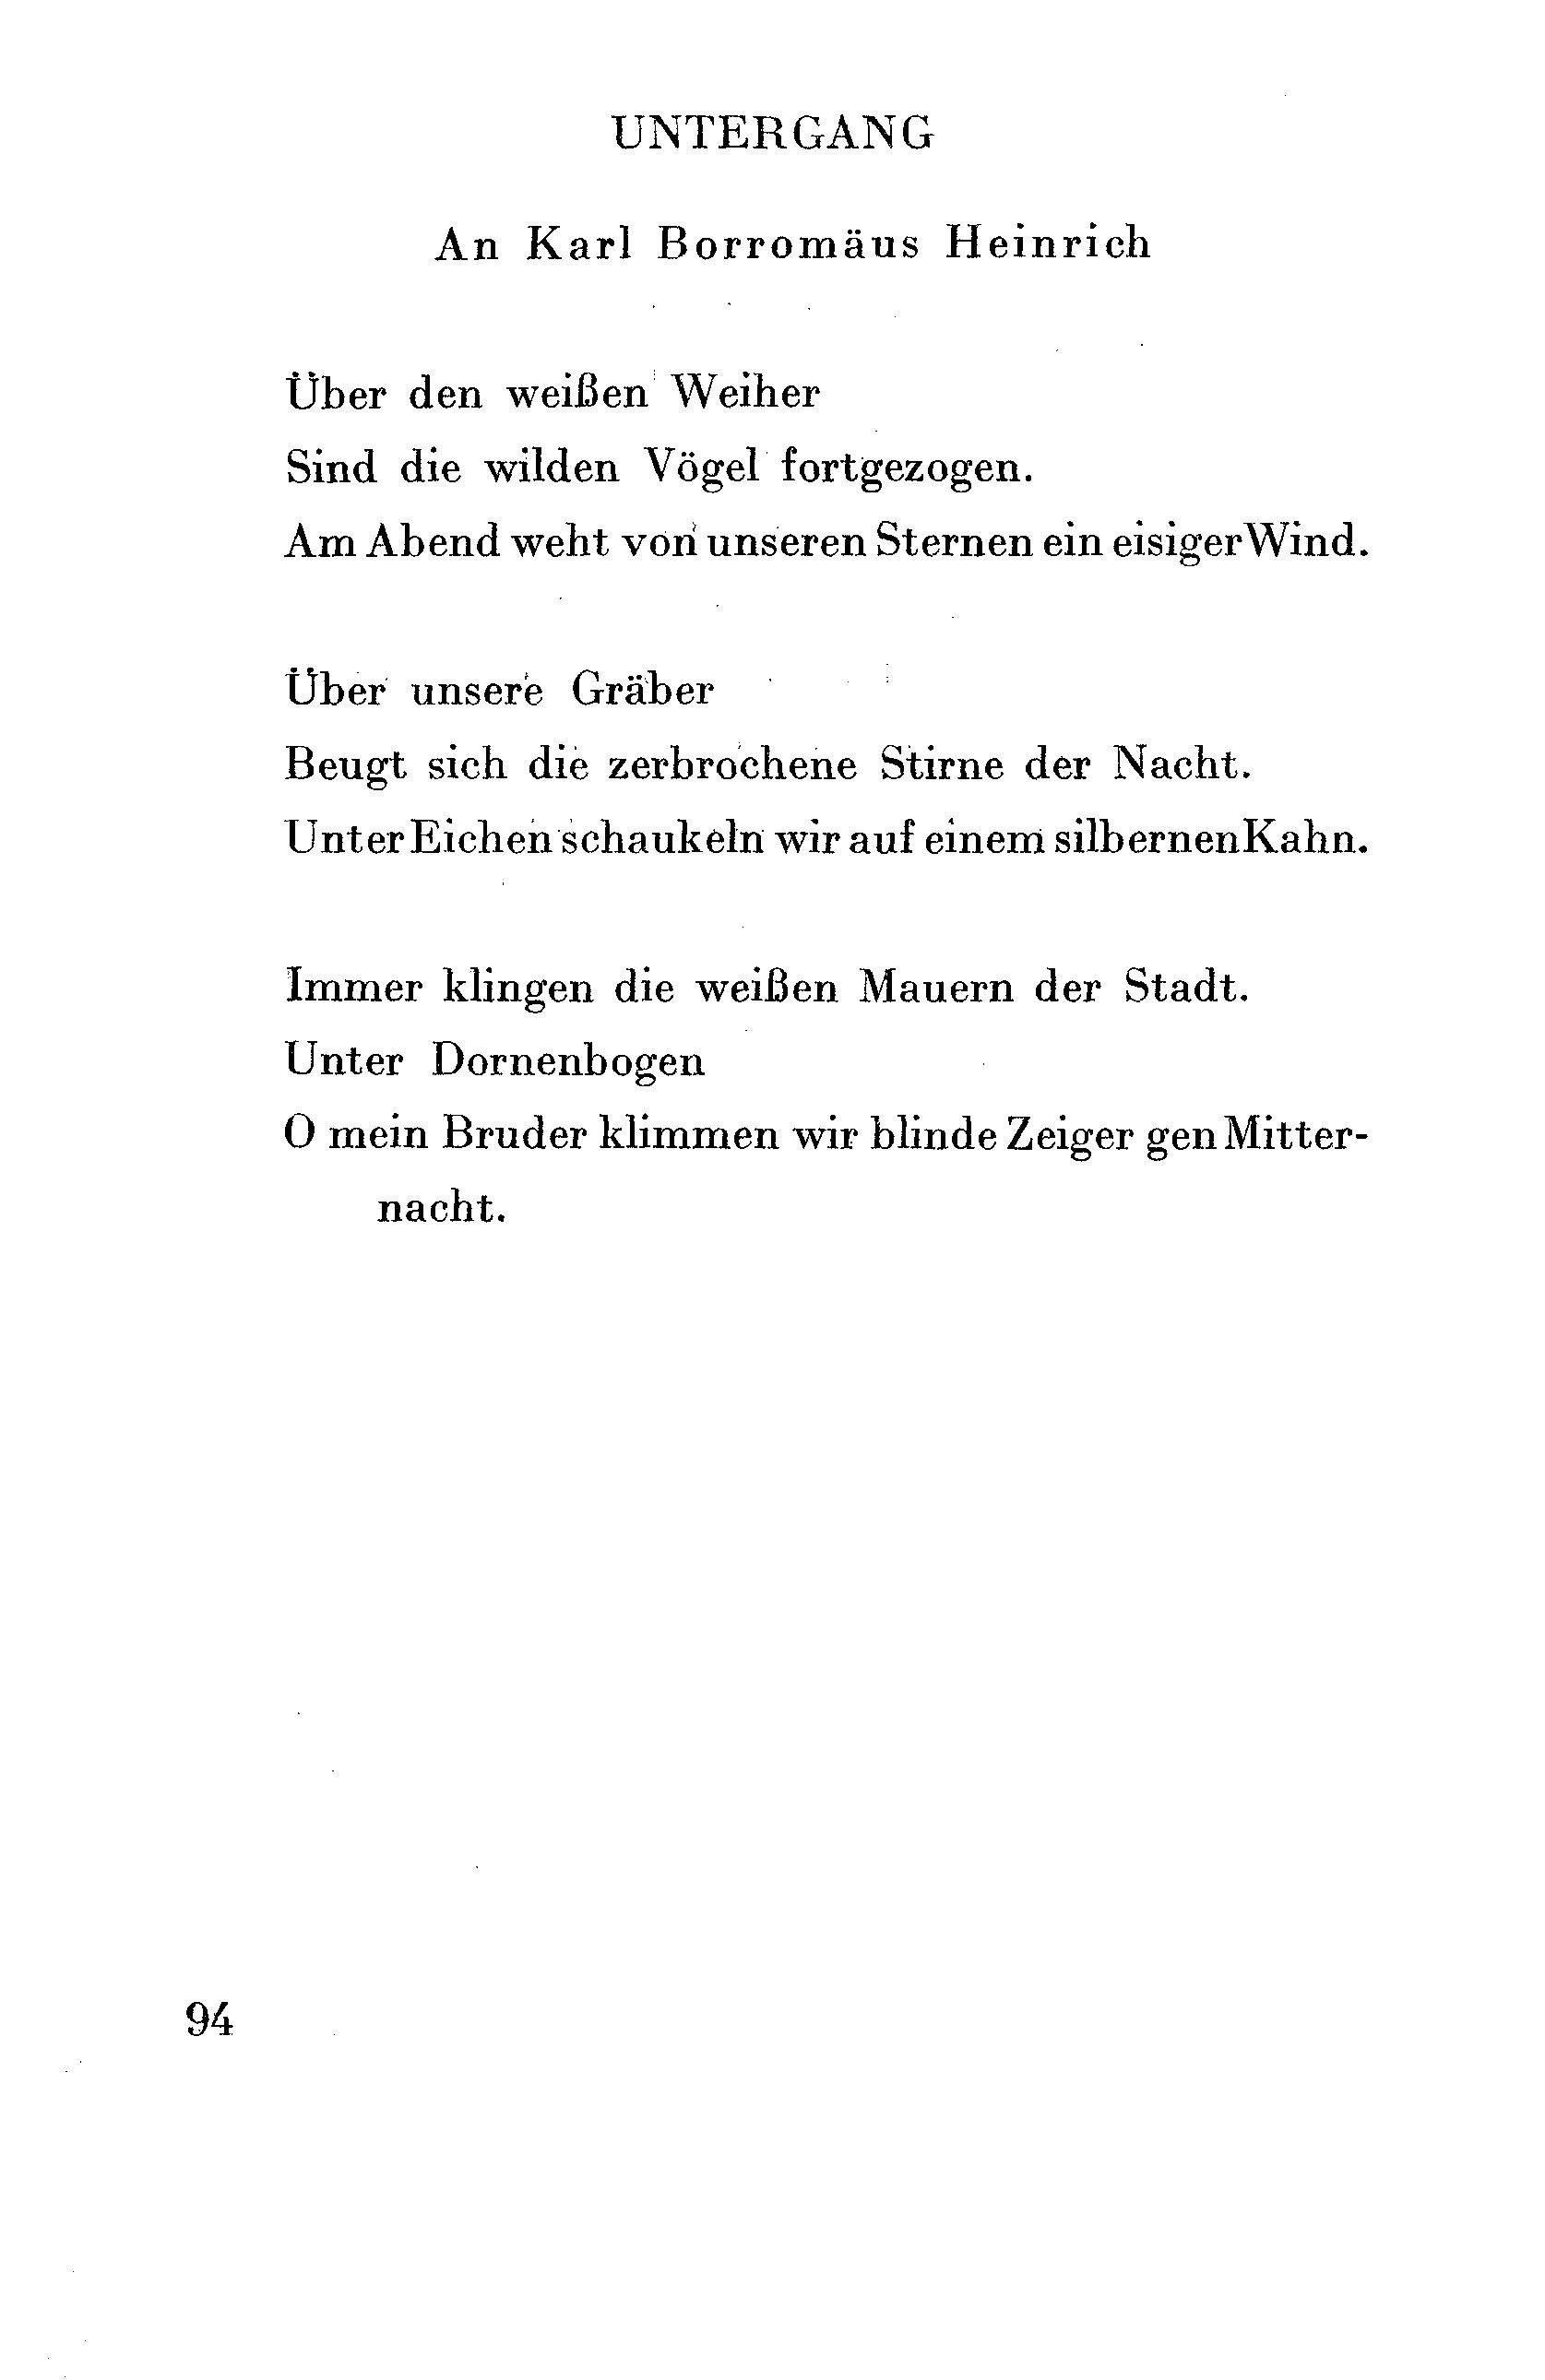 UNTERGANG
An Karl Borromäus Heinrich
Über den weißen Weiher
Sind die wilden Vögel fortgezogen.
Am Abend weht von unseren Sternen ein eisiger Wind.
Über unsere Gräber
Beugt sich die zerbrochene Stirne der Nacht.
Unter Eichen schaukeln wir auf einem silbernen Kahn.
Immer klingen die weißen Mauern der Stadt.
Unter Dornenbogen
O mein Bruder klimmen wir blinde Zeiger gen Mitter-
nacht.
94